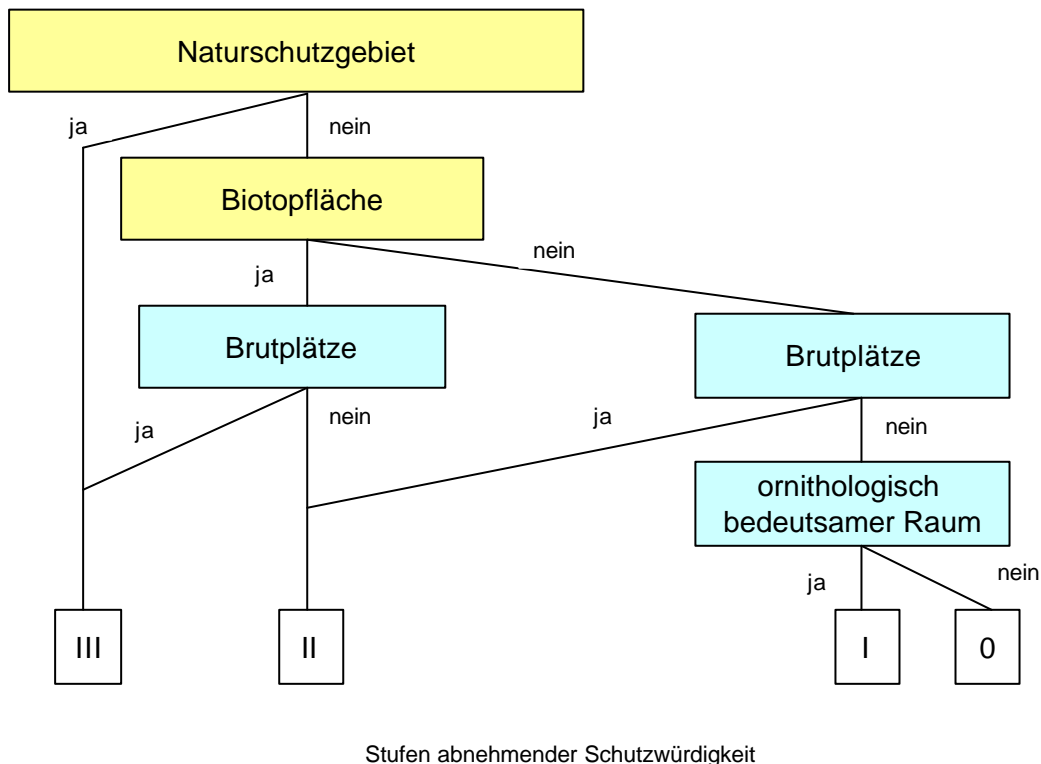 Naturschutzgebiet
ja
nein
Biotopfläche
nein
ja
Brutplätze
Brutplätze
ja
nein
ja
nein
ornithologisch
bedeutsamer Raum
ja
nein
III
II
I
0
Stufen abnehmender Schutzwürdigkeit